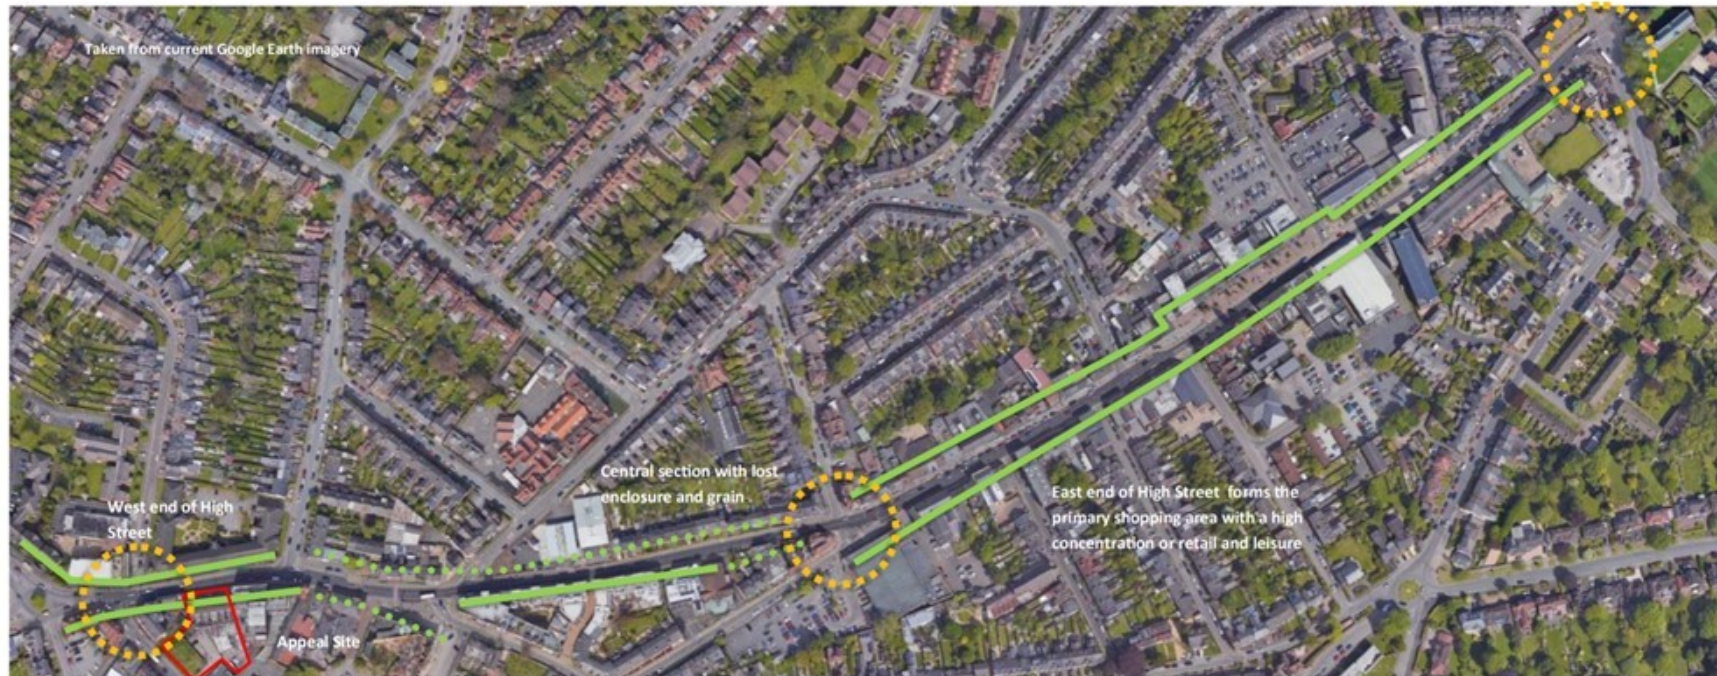 Taken from current Google Earth imagery
West end of High
Street
Central section with lost
enclosure and grain
East end of High Street forms the
primary shopping area with a high
concentration or retail and leisure
Appeal Site